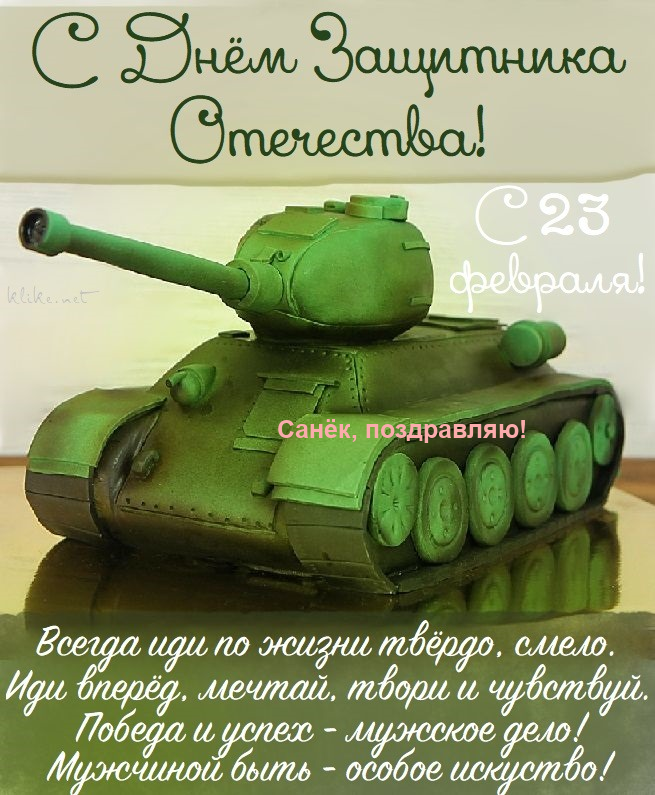 С Днём Защитника
Отечества!
С 23
февраля!
klike.net
Санёк, поздравляю!
Всегда иди по жизни твёрдо, смело.
Иди вперёд, мечтай, твори и чувствуй.
Победа и успех - мужское дело!
Мужчиной быть - особое искуство!